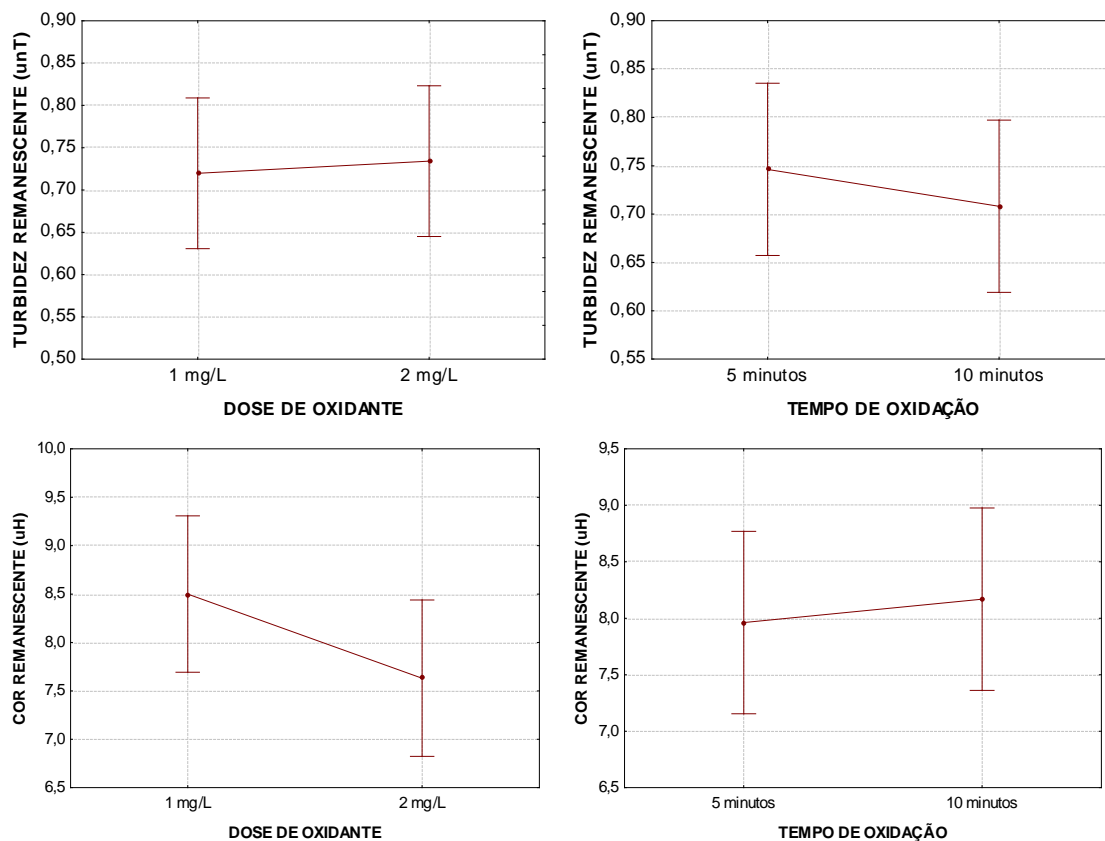 TURBIDEZ REMANESCENTE (unT)
0,90
0,85
0,80
0,75
0,70
0,65
0,60
0,55
0,50
1 mg/L
2 mg/L
DOSE DE OXIDANTE
TURBIDEZ REMANESCENTE (unT)
0,90
0,85
0,80
0,75
0,70
0,65
0,60
0,55
5 minutos
10 minutos
TEMPO DE OXIDAÇÃO
COR REMANESCENTE (uH)
10,0
9,5
9,0
8,5
8,0
7,5
7,0
6,5
1 mg/L
2 mg/L
DOSE DE OXIDANTE
COR REMANESCENTE (uH)
9,5
9,0
8,5
8,0
7,5
7,0
6,5
5 minutos
10 minutos
TEMPO DE OXIDAÇÃO